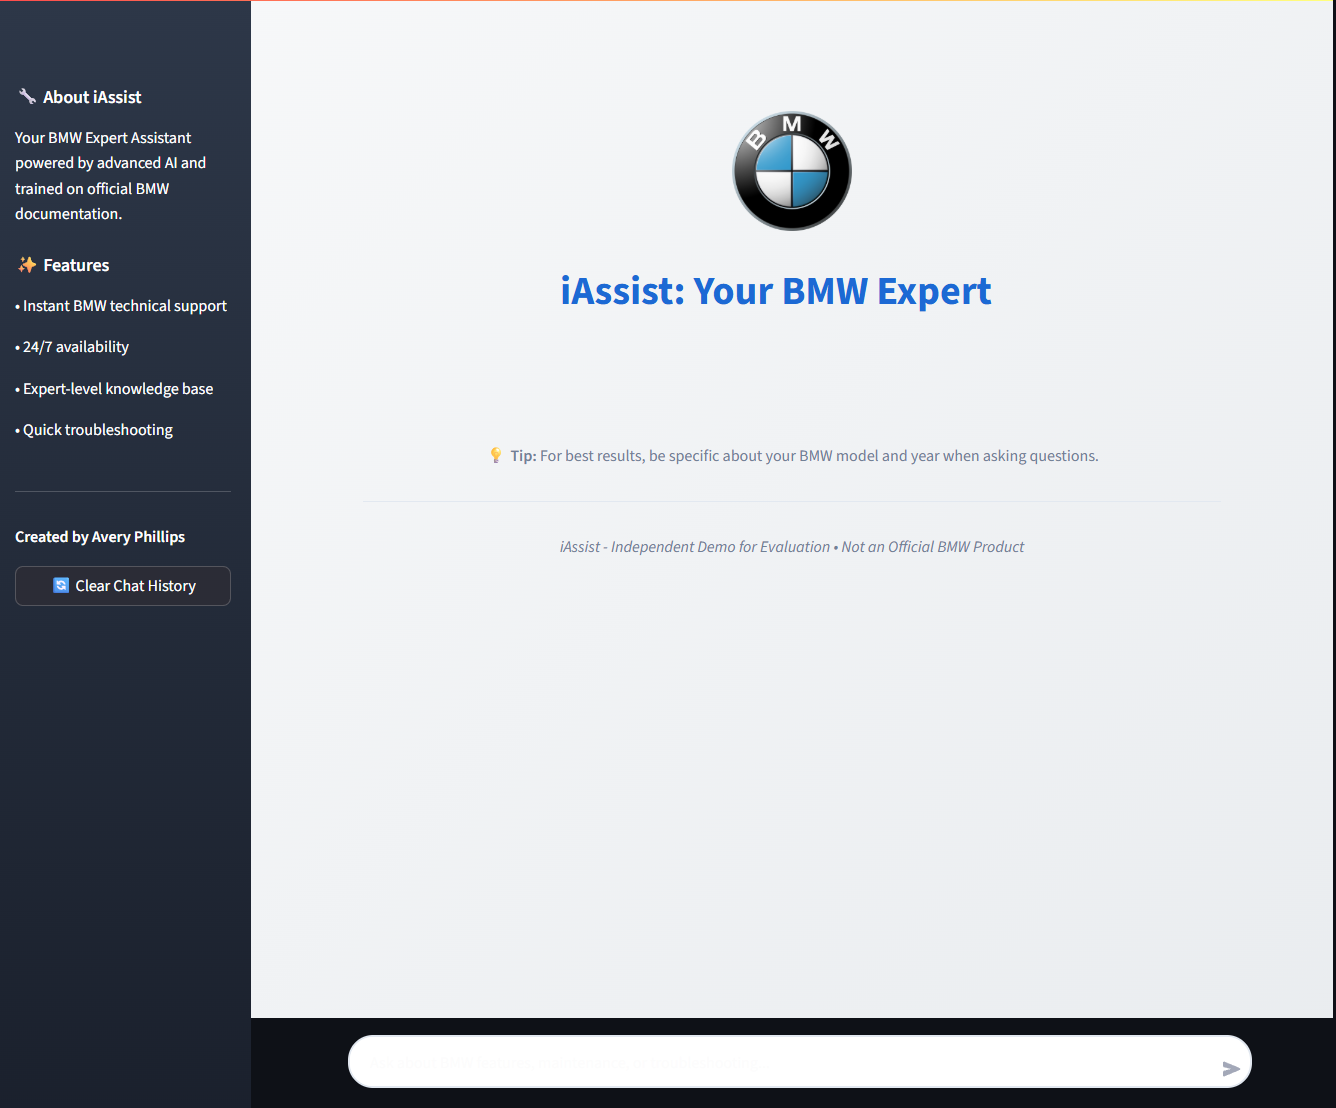 About iAssist
Your BMW Expert Assistant
powered by advanced AI and
trained on official BMW
documentation.
Features
• Instant BMW technical support
• 24/7 availability
• Expert-level knowledge base
• Quick troubleshooting
Created by Avery Phillips
Clear Chat History
BMW
iAssist: Your BMW Expert
Tip: For best results, be specific about your BMW model and year when asking questions.
iAssist - Independent Demo for Evaluation • Not an Official BMW Product